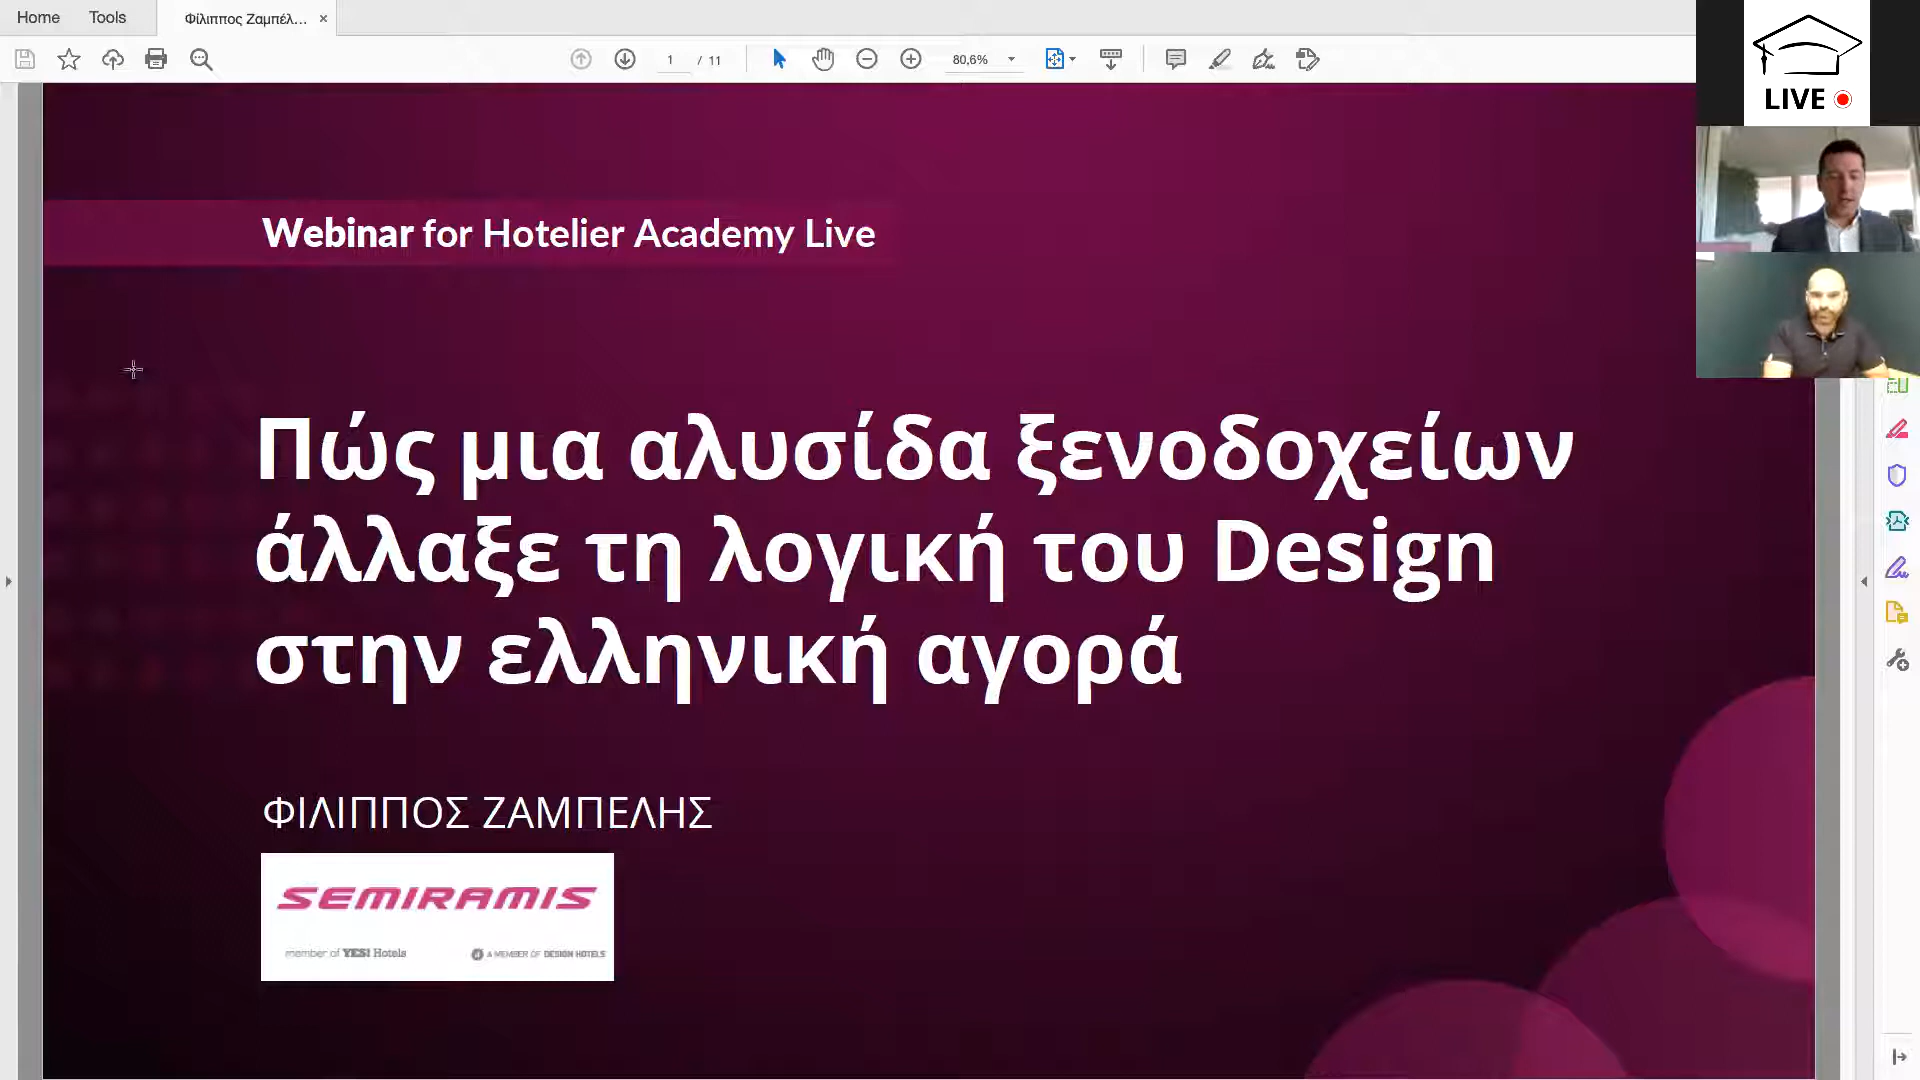 Home
Tools
Φίλιππος Ζαμπέλ...
1 / 11
80,6%
LIVE
Webinar for Hotelier Academy Live
Πώς μια αλυσίδα ξενοδοχείων
άλλαξε τη λογική του Design
στην ελληνική αγορά
ΦΙΛΙΠΠΟΣ ΖΑΜΠΕΛΗΣ
SEMIRAMIS
member of YES! Hotels
A MEMBER OF DESIGN HOTELS